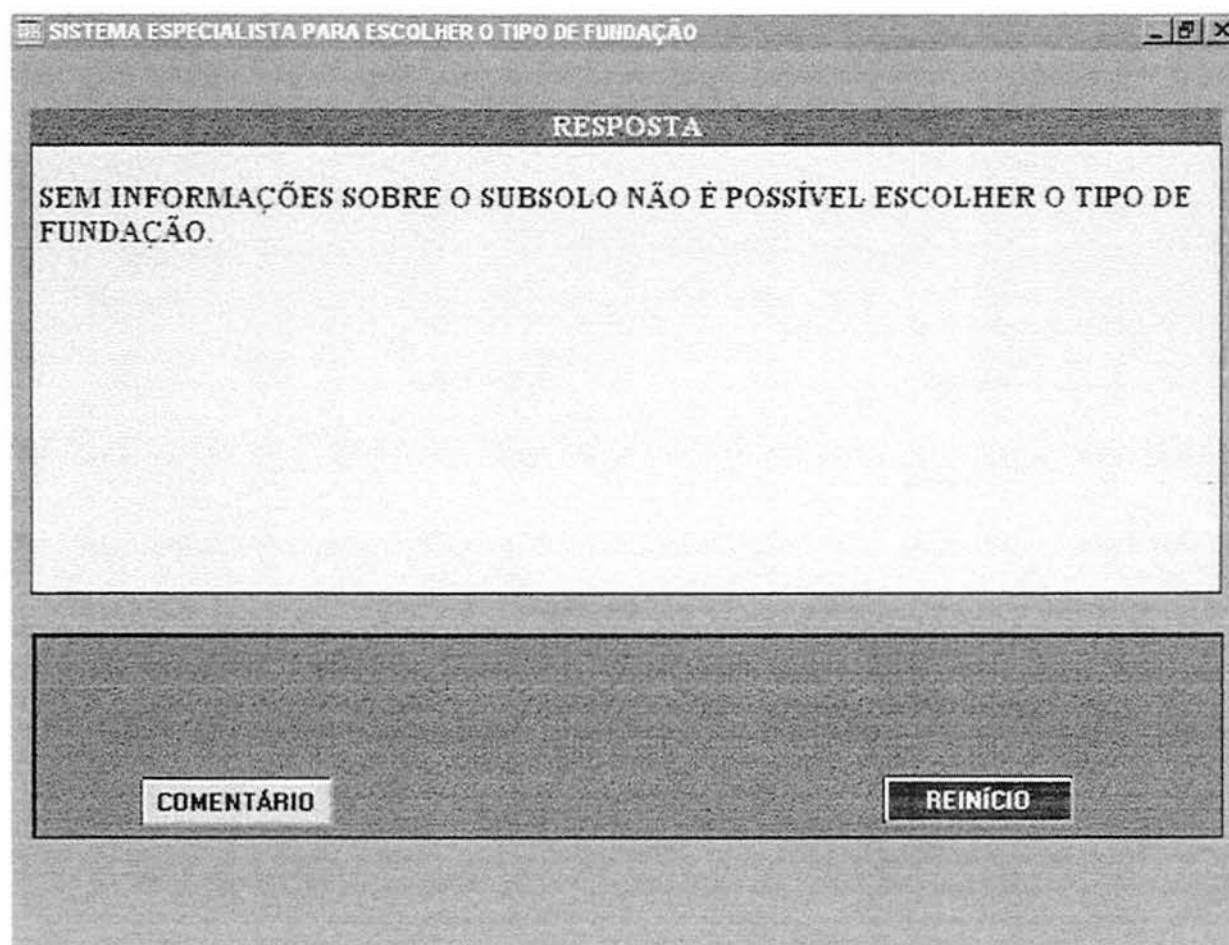 SISTEMA ESPECIALISTA PARA ESCOLHER O TIPO DE FUNDAÇÃO
RESPOSTA
SEM INFORMAÇÕES SOBRE O SUBSOLO NÃO É POSSÍVEL ESCOLHER O TIPO DE
FUNDAÇÃO.
COMENTÁRIO
REINÍCIO